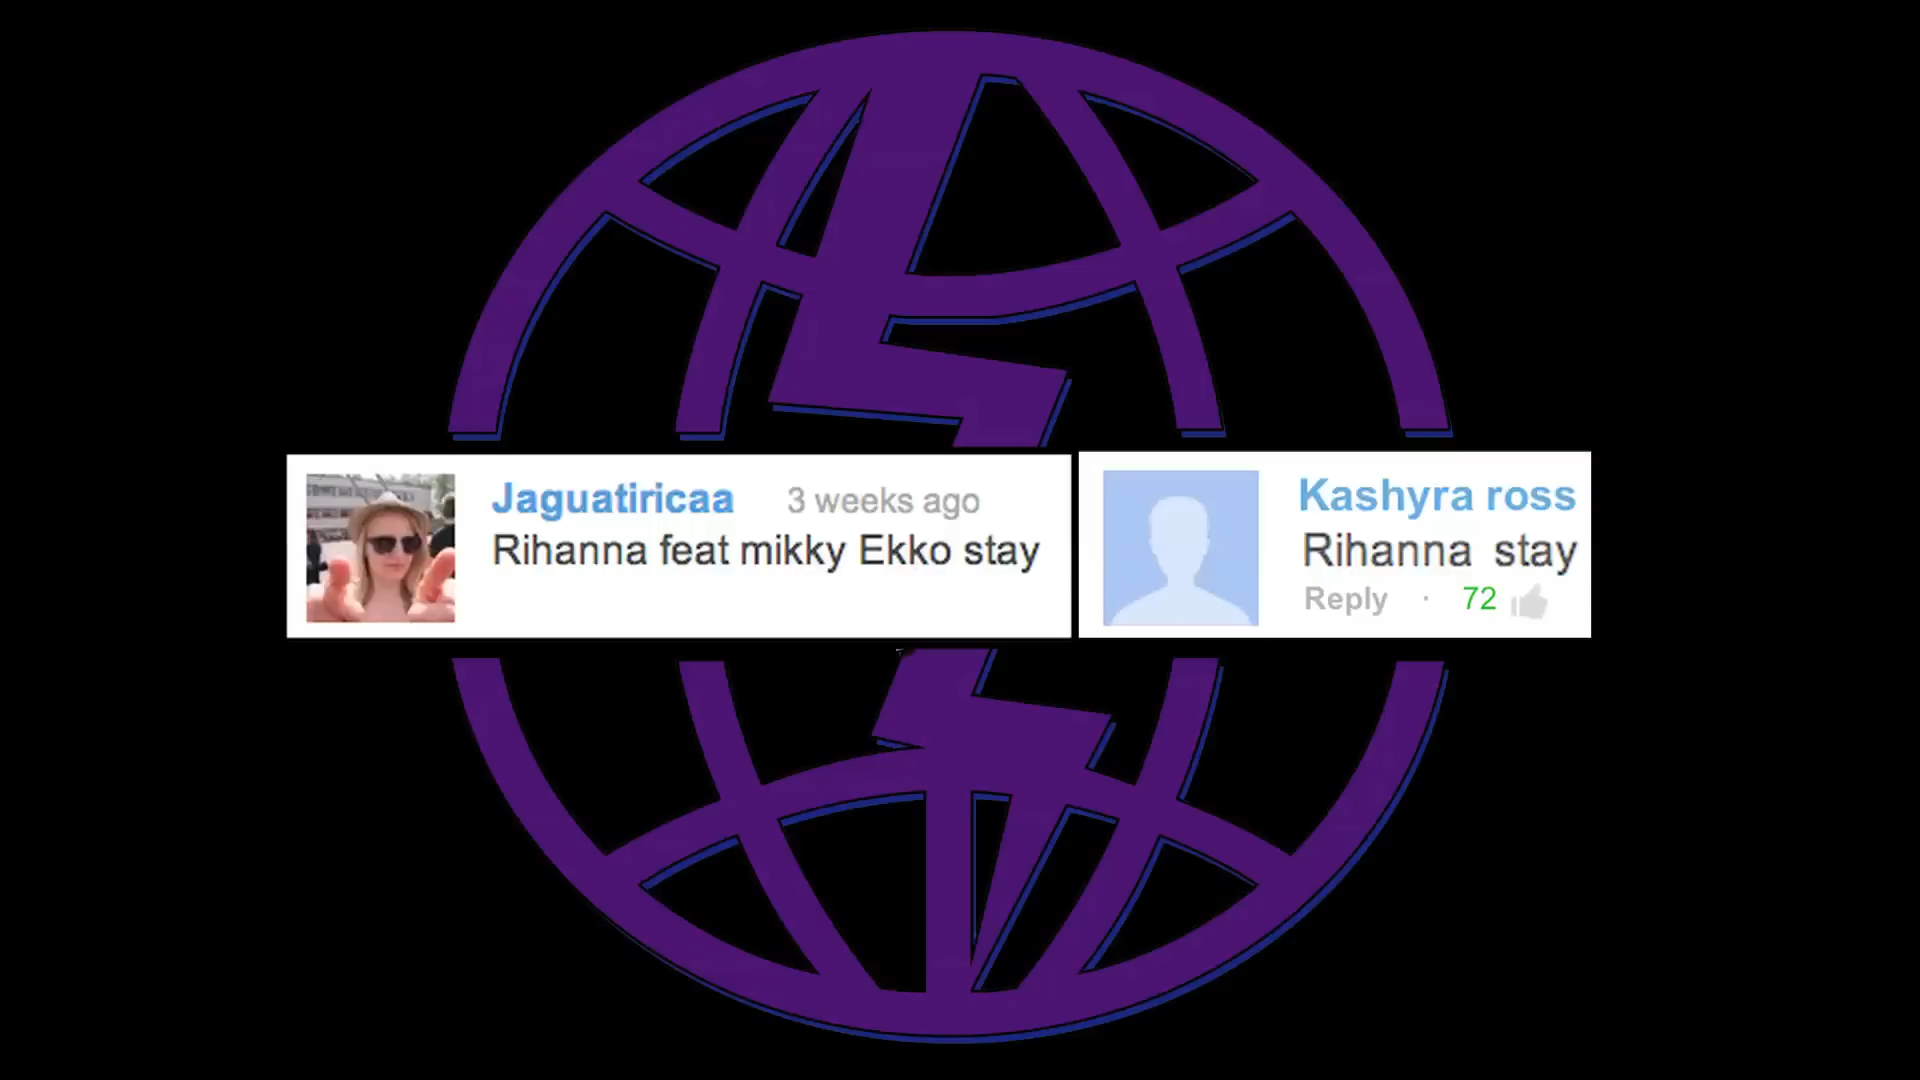 Jaguatiricaa 3 weeks ago
Rihanna feat mikky Ekko stay
Kashyra ross
Rihanna stay
Reply · 72